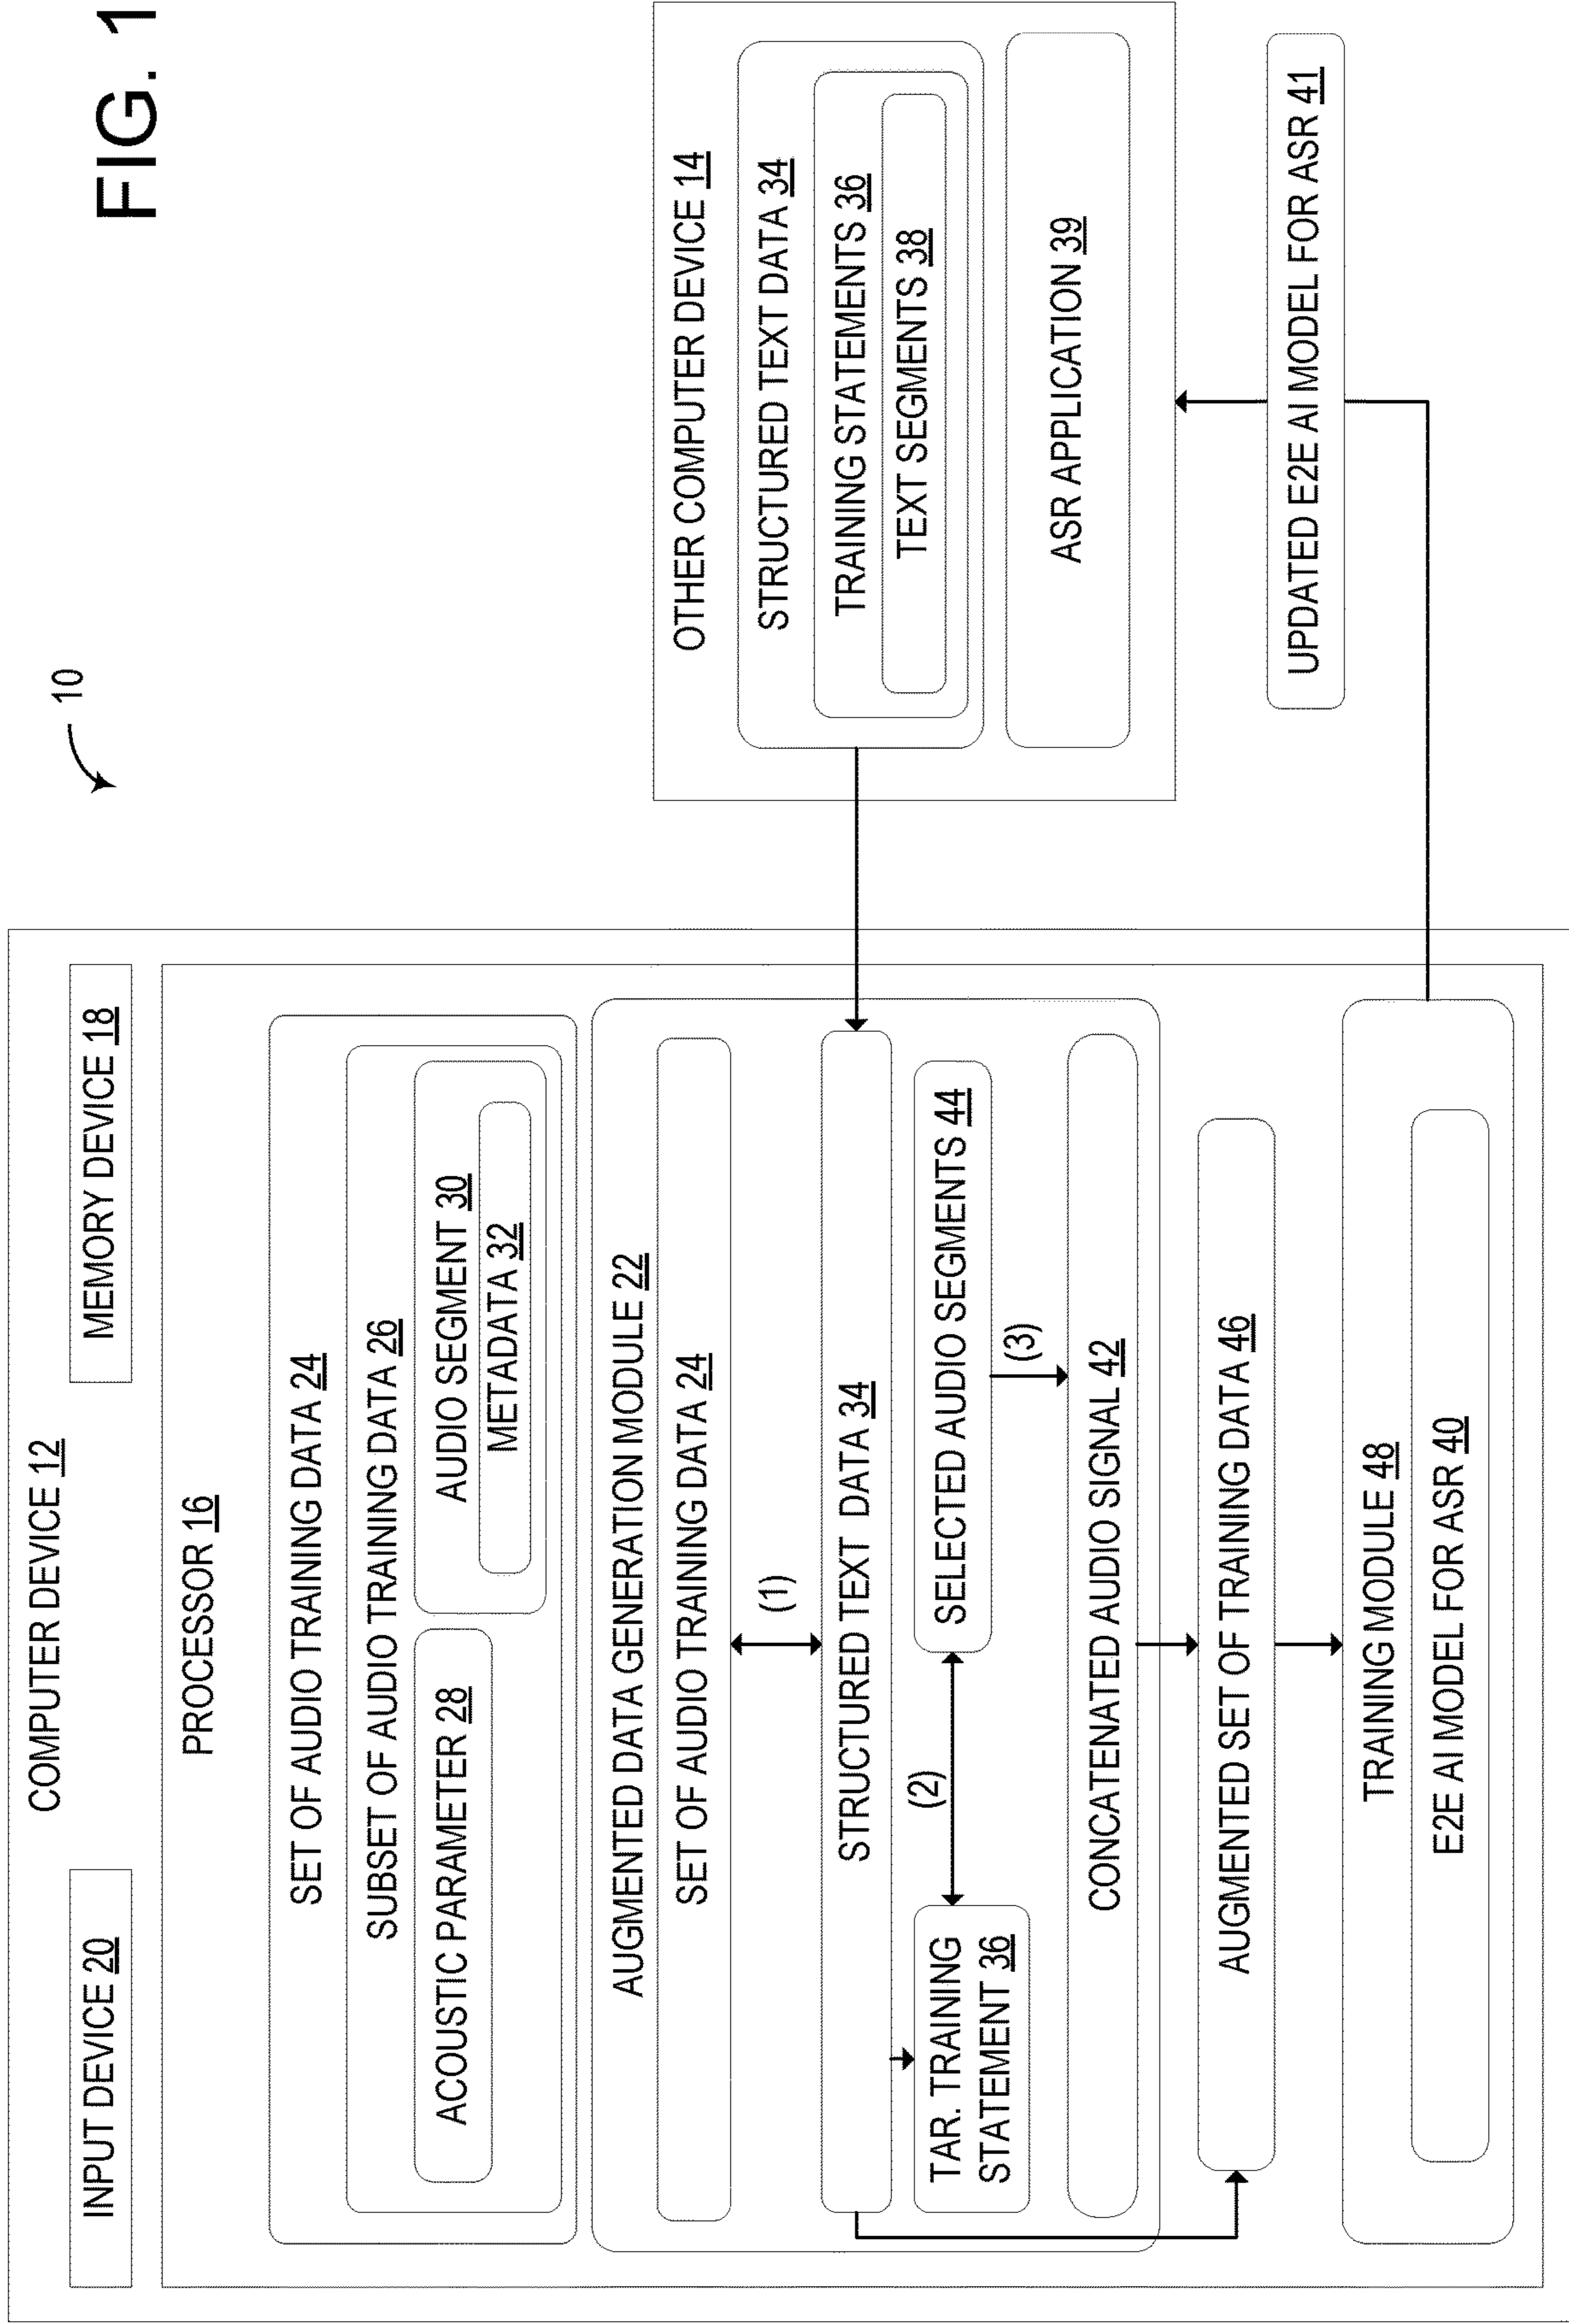 FIG. 1
10
COMPUTER DEVICE 12
INPUT DEVICE 20
MEMORY DEVICE 18
PROCESSOR 16
SET OF AUDIO TRAINING DATA 24
SUBSET OF AUDIO TRAINING DATA 26
ACOUSTIC PARAMETER 28
AUDIO SEGMENT 30
METADATA 32
AUGMENTED DATA GENERATION MODULE 22
SET OF AUDIO TRAINING DATA 24
(1)
STRUCTURED TEXT DATA 34
TAR. TRAINING
STATEMENT 36
(2)
SELECTED AUDIO SEGMENTS 44
(3)
CONCATENATED AUDIO SIGNAL 42
AUGMENTED SET OF TRAINING DATA 46
TRAINING MODULE 48
E2E AI MODEL FOR ASR 40
OTHER COMPUTER DEVICE 14
STRUCTURED TEXT DATA 34
TRAINING STATEMENTS 36
TEXT SEGMENTS 38
ASR APPLICATION 39
UPDATED E2E AI MODEL FOR ASR 41